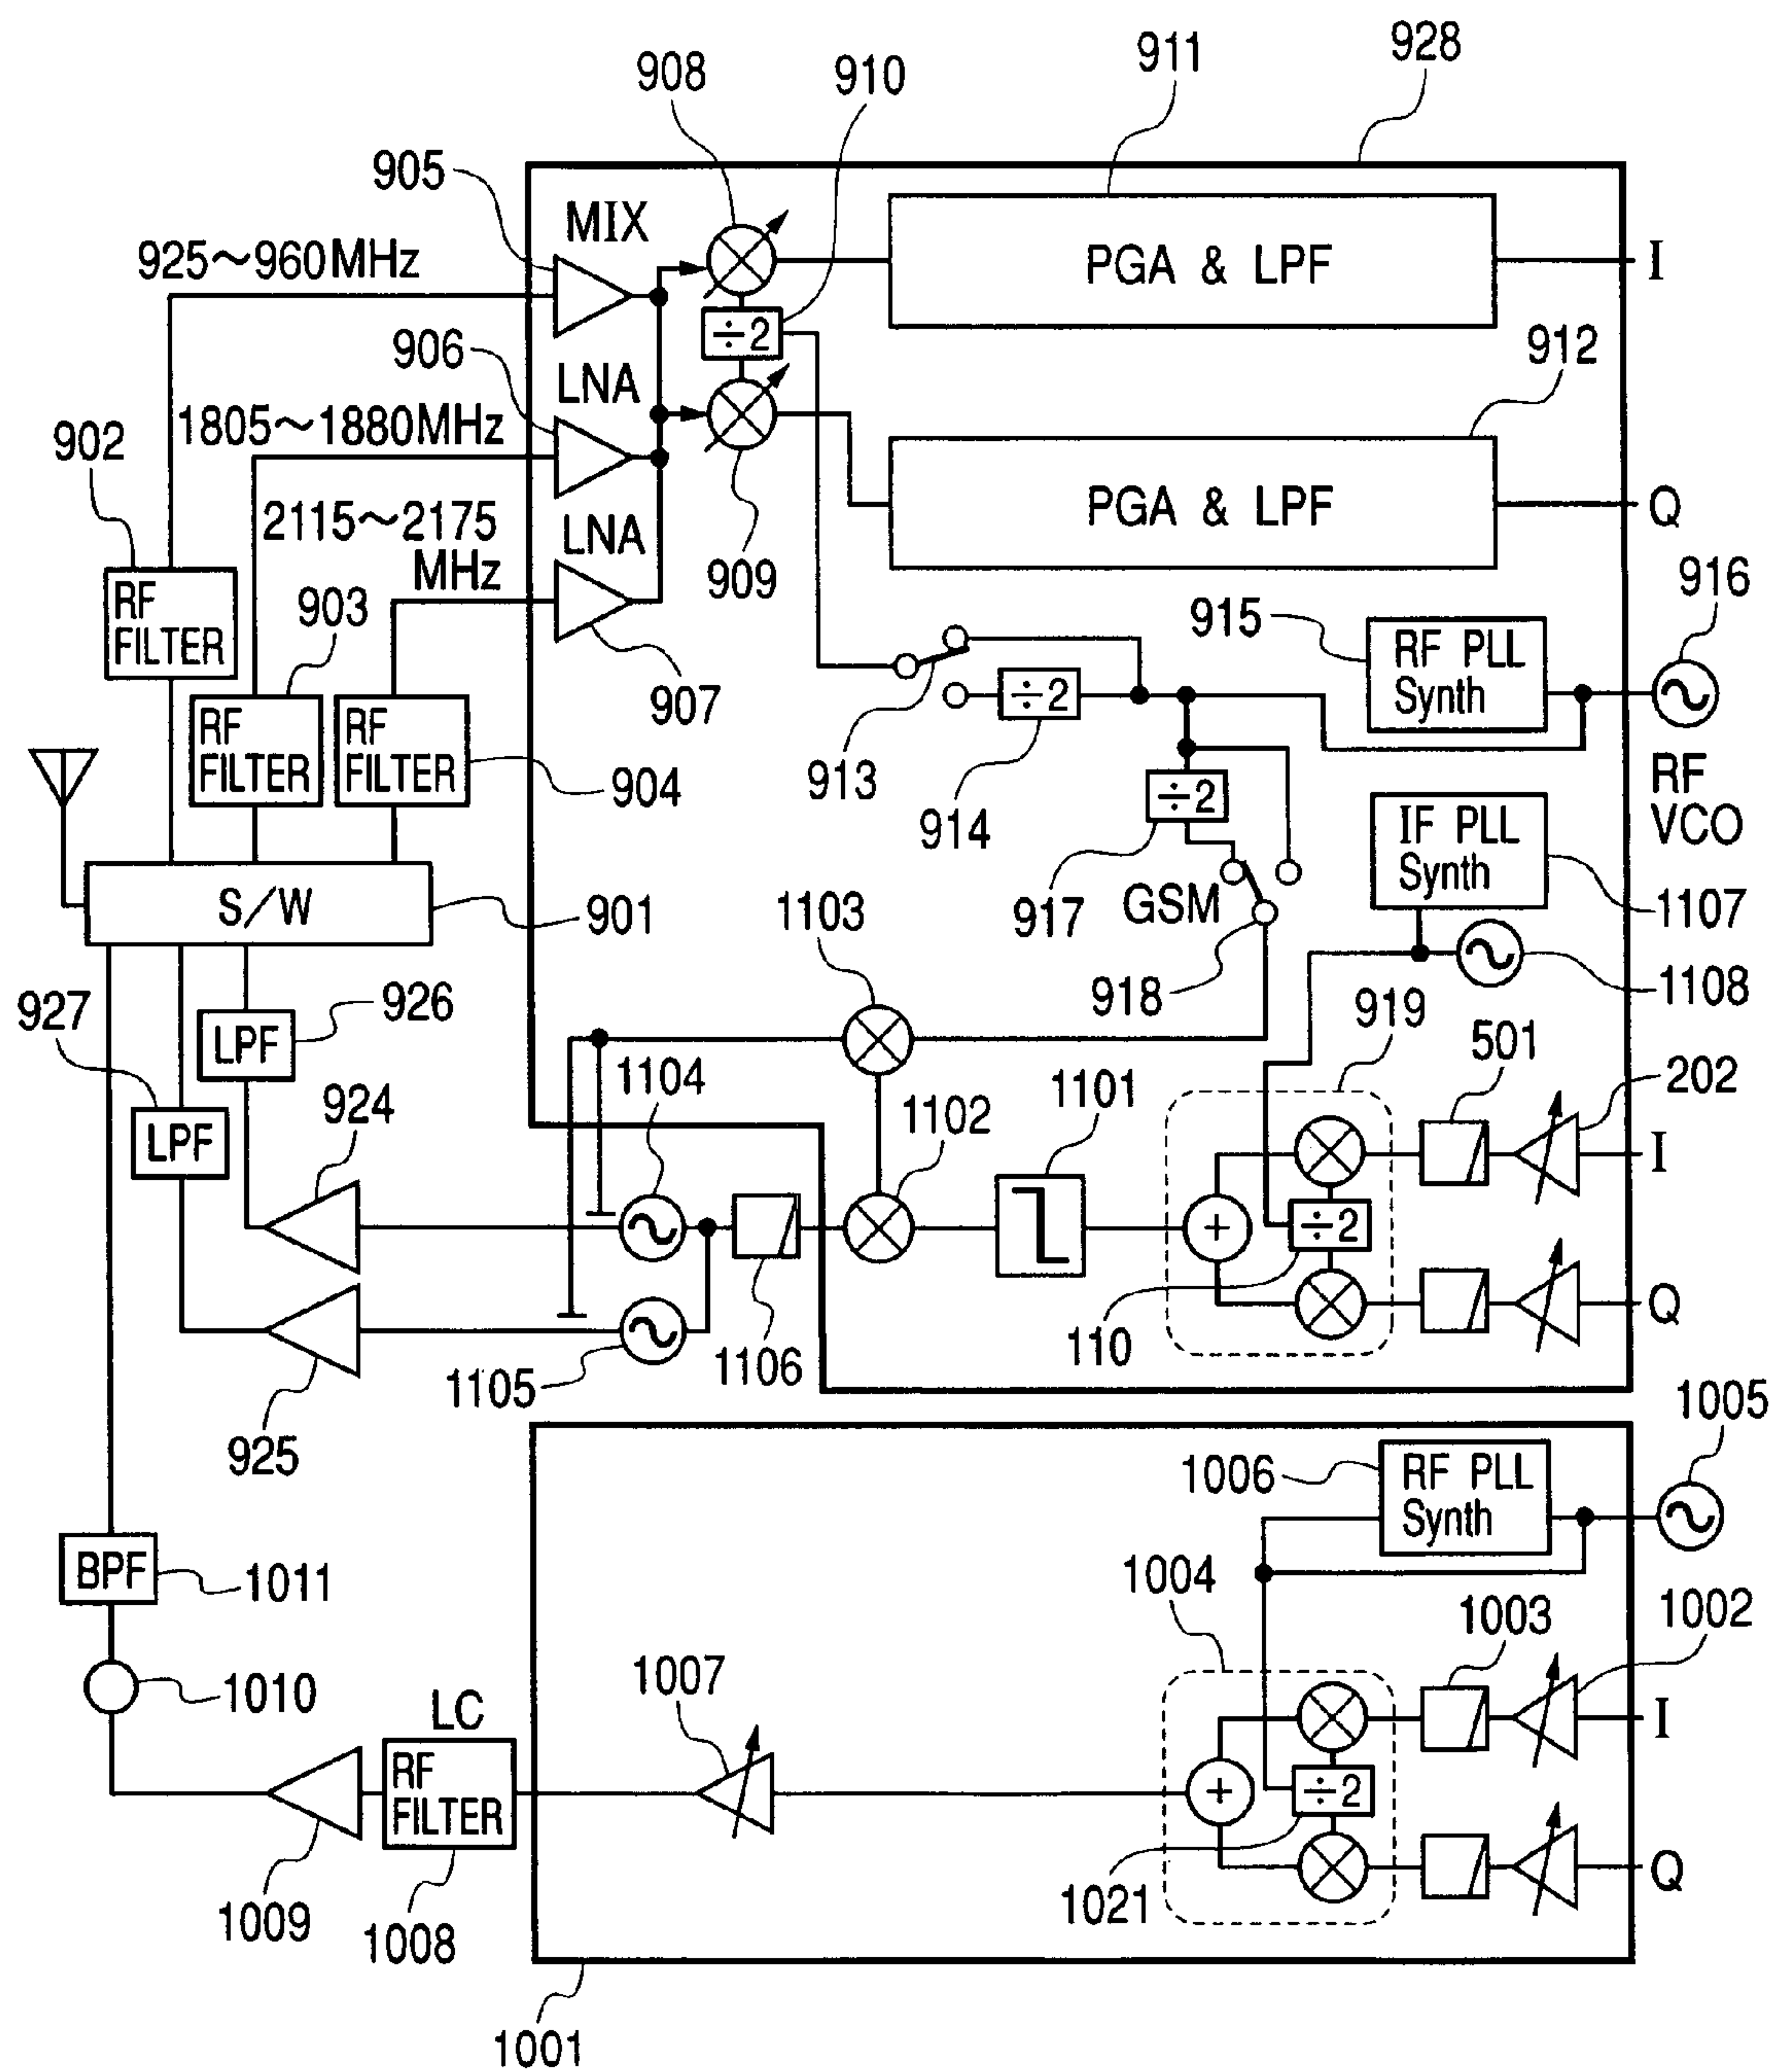 911
928
908
910
905
MIX
925~960MHz
PGA & LPF
I
÷2
906
LNA
912
1805~1880MHz
902
2115~2175
MHz
LNA
PGA & LPF
Q
909
916
RF
FILTER
903
915
RF PLL
Synth
907
÷2
RF
FILTER
RF
FILTER
904
913
914
÷2
RF
VCO
IF PLL
Synth
S/W
901
1103
917
GSM
1107
918
1108
927
926
919
501
LPF
1104
202
924
1102
1101
LPF
I
+
÷2
110
Q
1106
1105
925
1005
1006
RF PLL
Synth
BPF
1011
1004
1003
1002
1007
1010
LC
I
RF
FILTER
+
÷2
1009
1008
1021
Q
1001